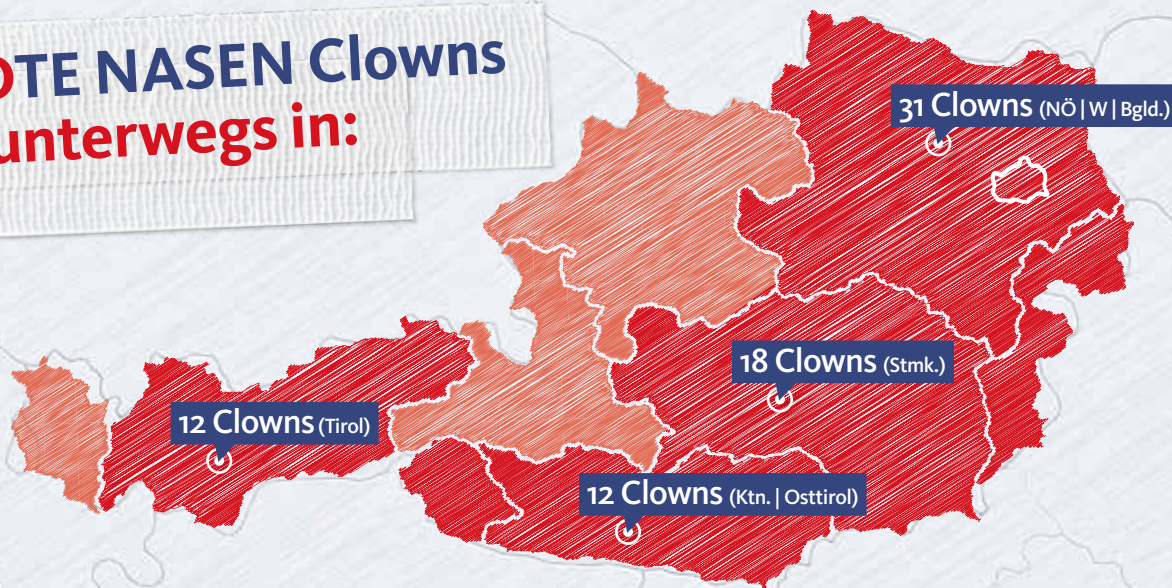 OTE NASEN Clowns
unterwegs in:
31 Clowns (NÖ | W | Bgld.)
18 Clowns (Stmk.)
12 Clowns (Tirol)
12 Clowns (Ktn. | Osttirol)